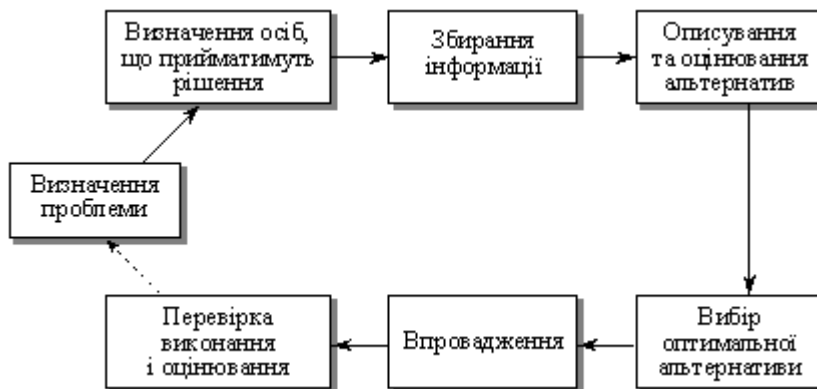 Визначення осіб,
що прийматимуть
рішення
Збирання
інформації
Описування
та оцінювання
альтернатив
Визначення
проблеми
Перевірка
виконання
і оцінювання
Впровадження
Вибір
оптимальної
альтернативи